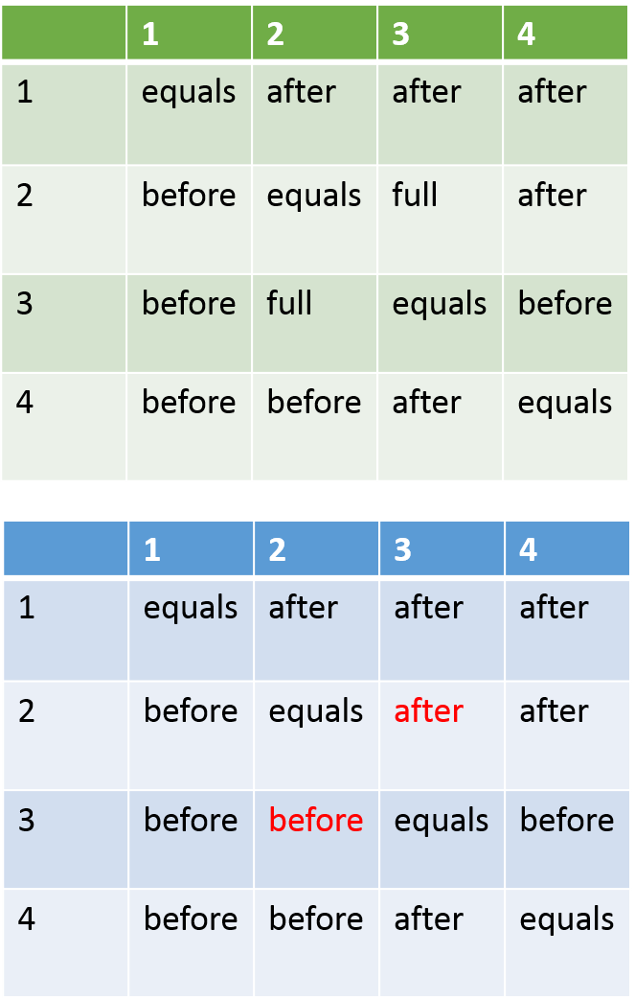 1 2 3 4
1 equals after after after
2 before equals full after
3 before full equals before
4 before before after equals
1 2 3 4
1 equals after after after
2 before equals after after
3 before before equals before
4 before before after equals